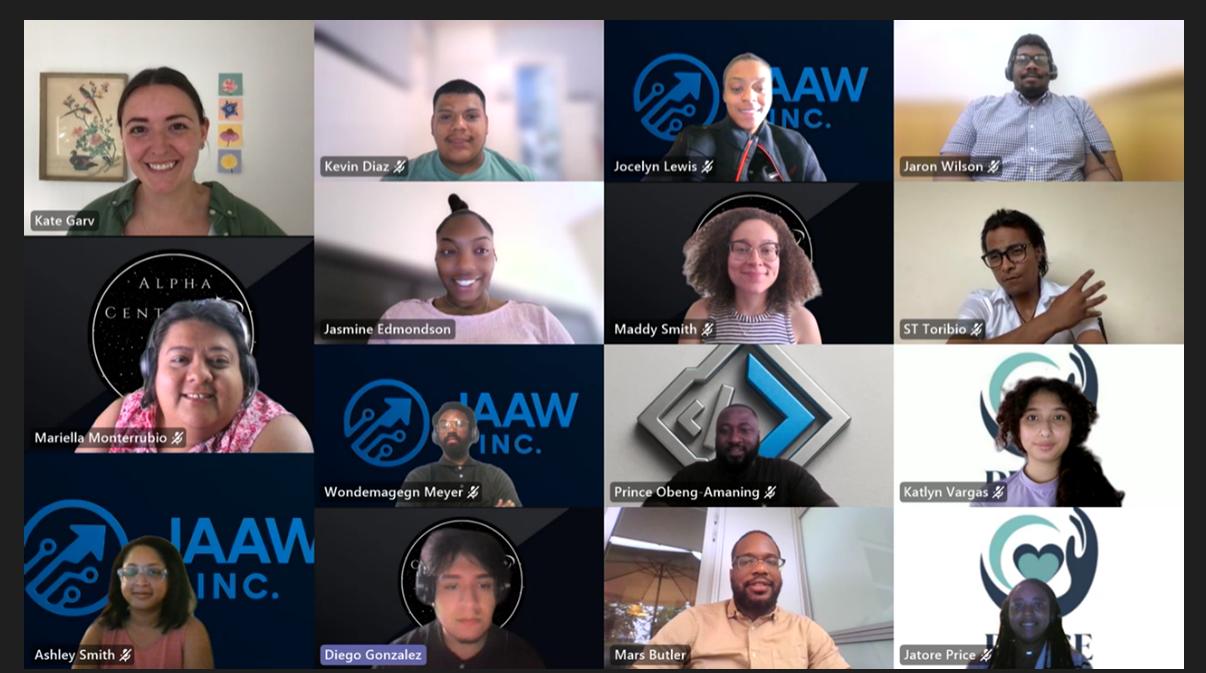 Kate Garv
Kevin Diaz
JAAW
INC.
Jocelyn Lewis
Jaron Wilson
ALPHA
Mariella Monterrubio
Jasmine Edmondson
Maddy Smith
ST Toribio
JAAW
INC.
Wondemagegn Meyer
Prince Obeng-Amaning
Katlyn Vargas
JAAW
INC.
Ashley Smith
Diego Gonzalez
Mars Butler
Jatore Price